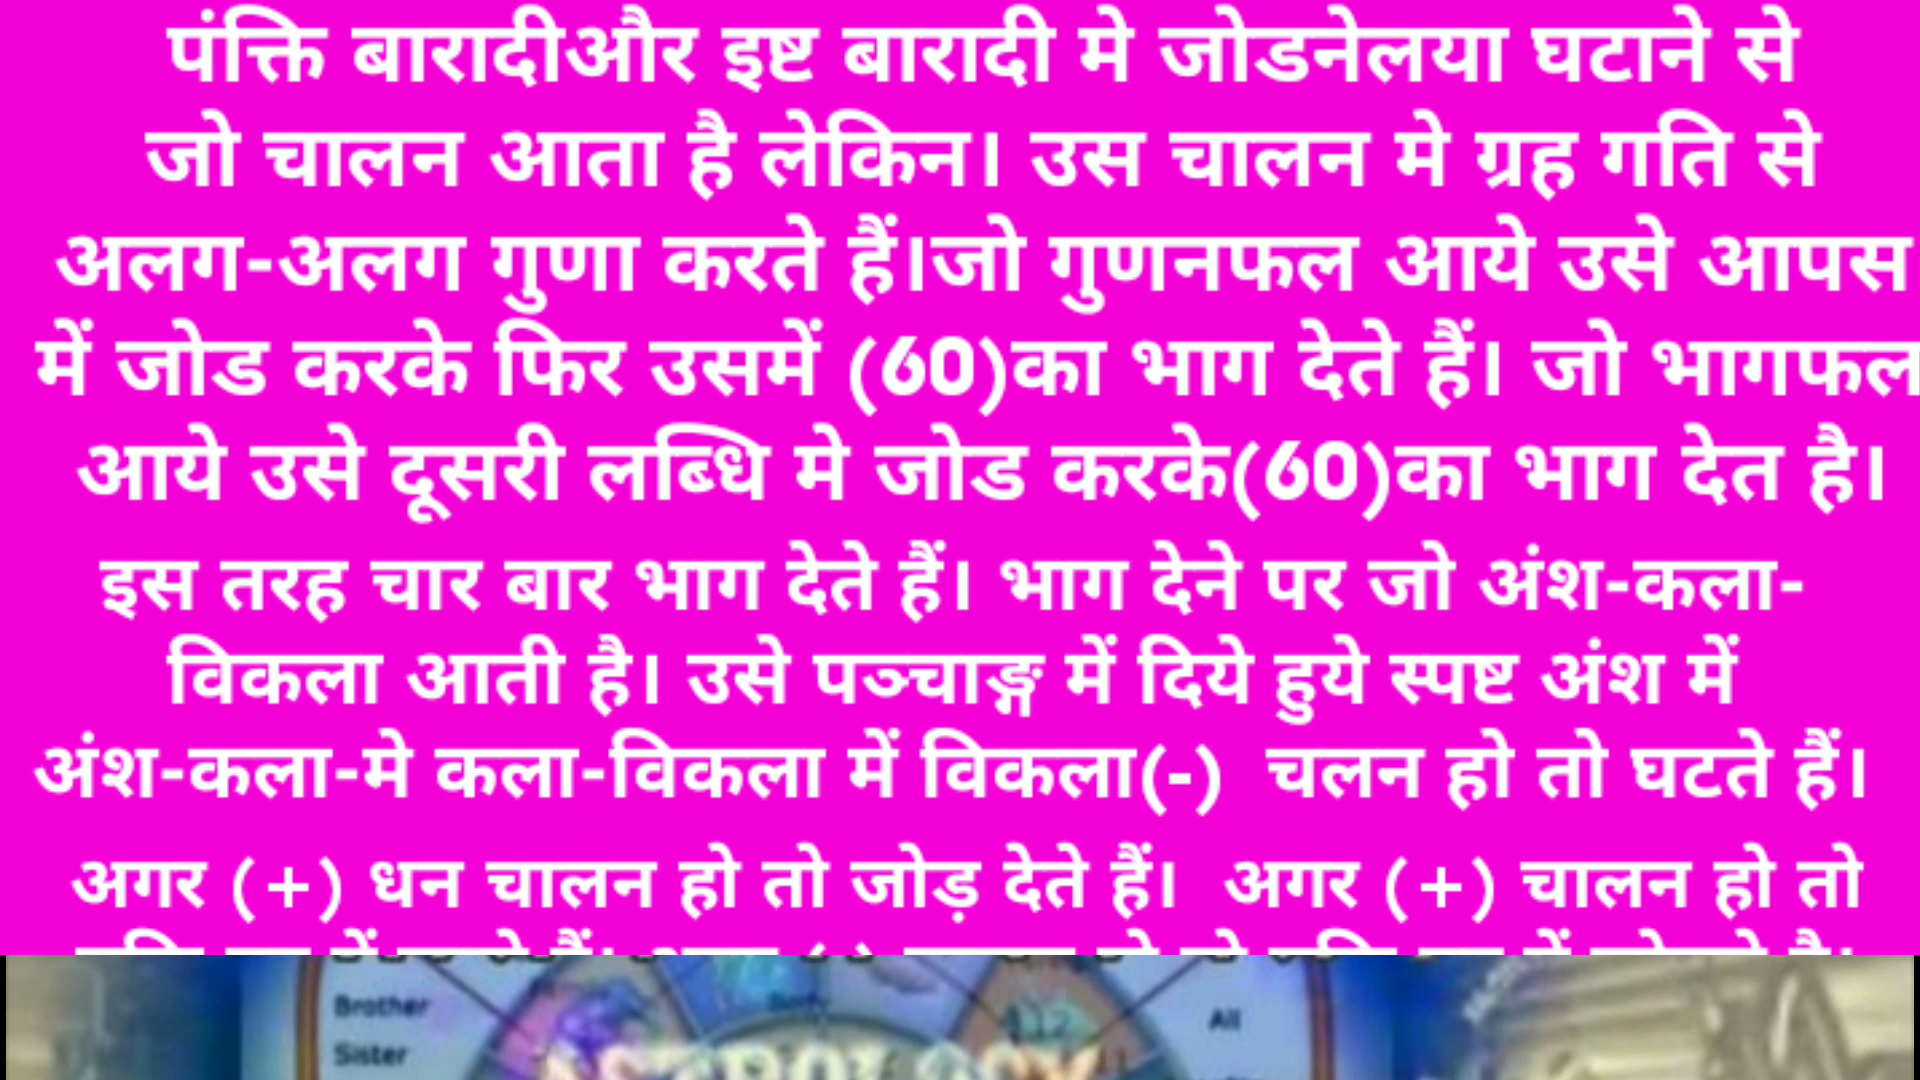 पंक्ति बारादीऔर इष्ट बारादी मे जोडनेलया घटाने से
जो चालन आता है लेकिन। उस चालन मे ग्रह गति से
अलग-अलग गुणा करते हैं।जो गुणनफल आये उसे आपस
में जोड करके फिर उसमें (60)का भाग देते हैं। जो भागफल
आये उसे दूसरी लब्धि मे जोड करके(60)का भाग देत है।
इस तरह चार बार भाग देते हैं। भाग देने पर जो अंश-कला-
विकला आती है। उसे पञ्चाङ्ग में दिये हुये स्पष्ट अंश में
अंश-कला-मे कला-विकला में विकला(-) चलन हो तो घटते हैं।
अगर (+) धन चालन हो तो जोड़ देते हैं। अगर (+) चालन हो तो
Brother
Sister
Body
All
ASTROLOGY